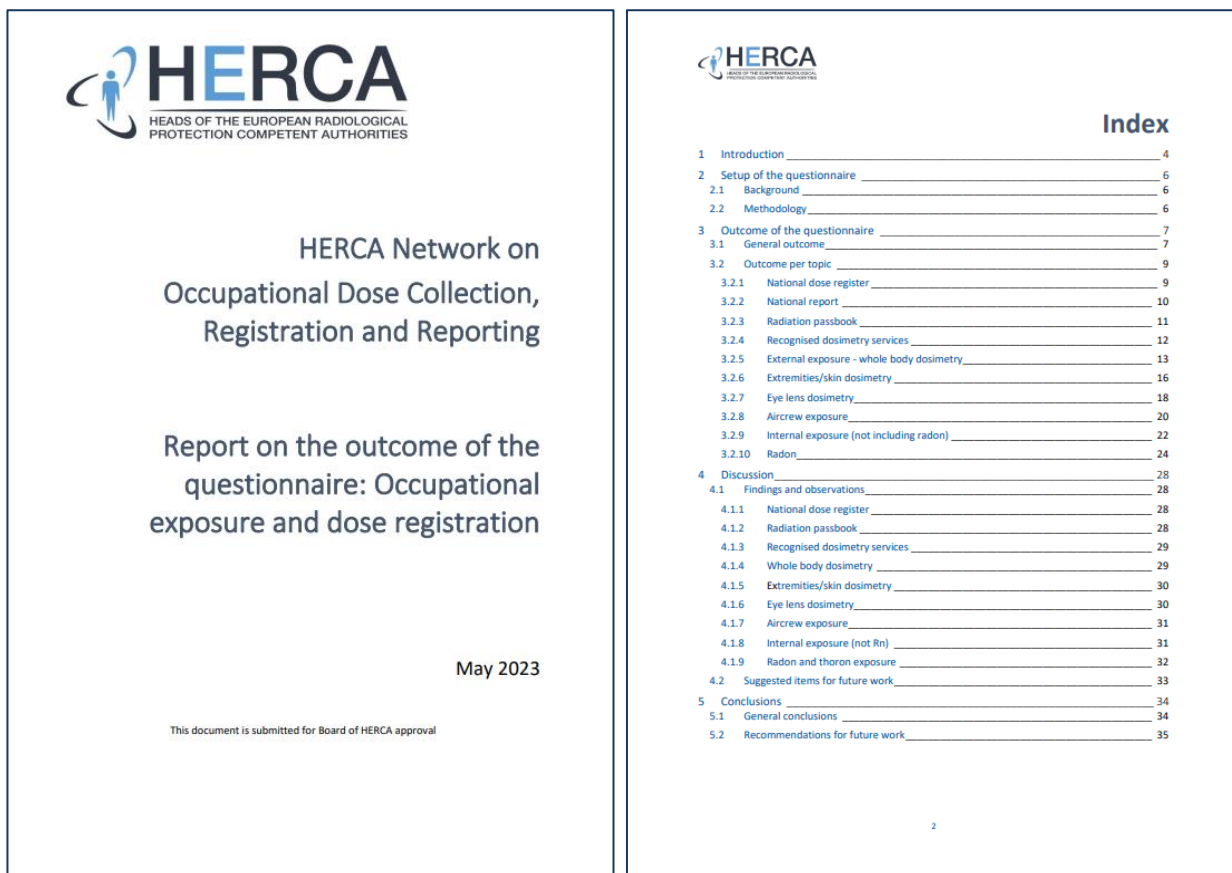 HERCA
HEADS OF THE EUROPEAN RADIOLOGICAL
PROTECTION COMPETENT AUTHORITIES
HERCA Network on
Occupational Dose Collection,
Registration and Reporting
Report on the outcome of the
questionnaire: Occupational
exposure and dose registration
May 2023
This document is submitted for Board of HERCA approval
HERCA
HEADS OF THE EUROPEAN RADIOLOGICAL
PROTECTION COMPETENT AUTHORITIES
Index
1 Introduction 4
2 Setup of the questionnaire 6
2.1 Background 6
2.2 Methodology 6
3 Outcome of the questionnaire 7
3.1 General outcome 7
3.2 Outcome per topic 9
3.2.1 National dose register 9
3.2.2 National report 10
3.2.3 Radiation passbook 11
3.2.4 Recognised dosimetry services 12
3.2.5 External exposure - whole body dosimetry 13
3.2.6 Extremities/skin dosimetry 16
3.2.7 Eye lens dosimetry 18
3.2.8 Aircrew exposure 20
3.2.9 Internal exposure (not including radon) 22
3.2.10 Radon 24
4 Discussion 28
4.1 Findings and observations 28
4.1.1 National dose register 28
4.1.2 Radiation passbook 28
4.1.3 Recognised dosimetry services 29
4.1.4 Whole body dosimetry 29
4.1.5 Extremities/skin dosimetry 30
4.1.6 Eye lens dosimetry 30
4.1.7 Aircrew exposure 31
4.1.8 Internal exposure (not Rn) 31
4.1.9 Radon and thoron exposure 32
4.2 Suggested items for future work 33
5 Conclusions 34
5.1 General conclusions 34
5.2 Recommendations for future work 35
2